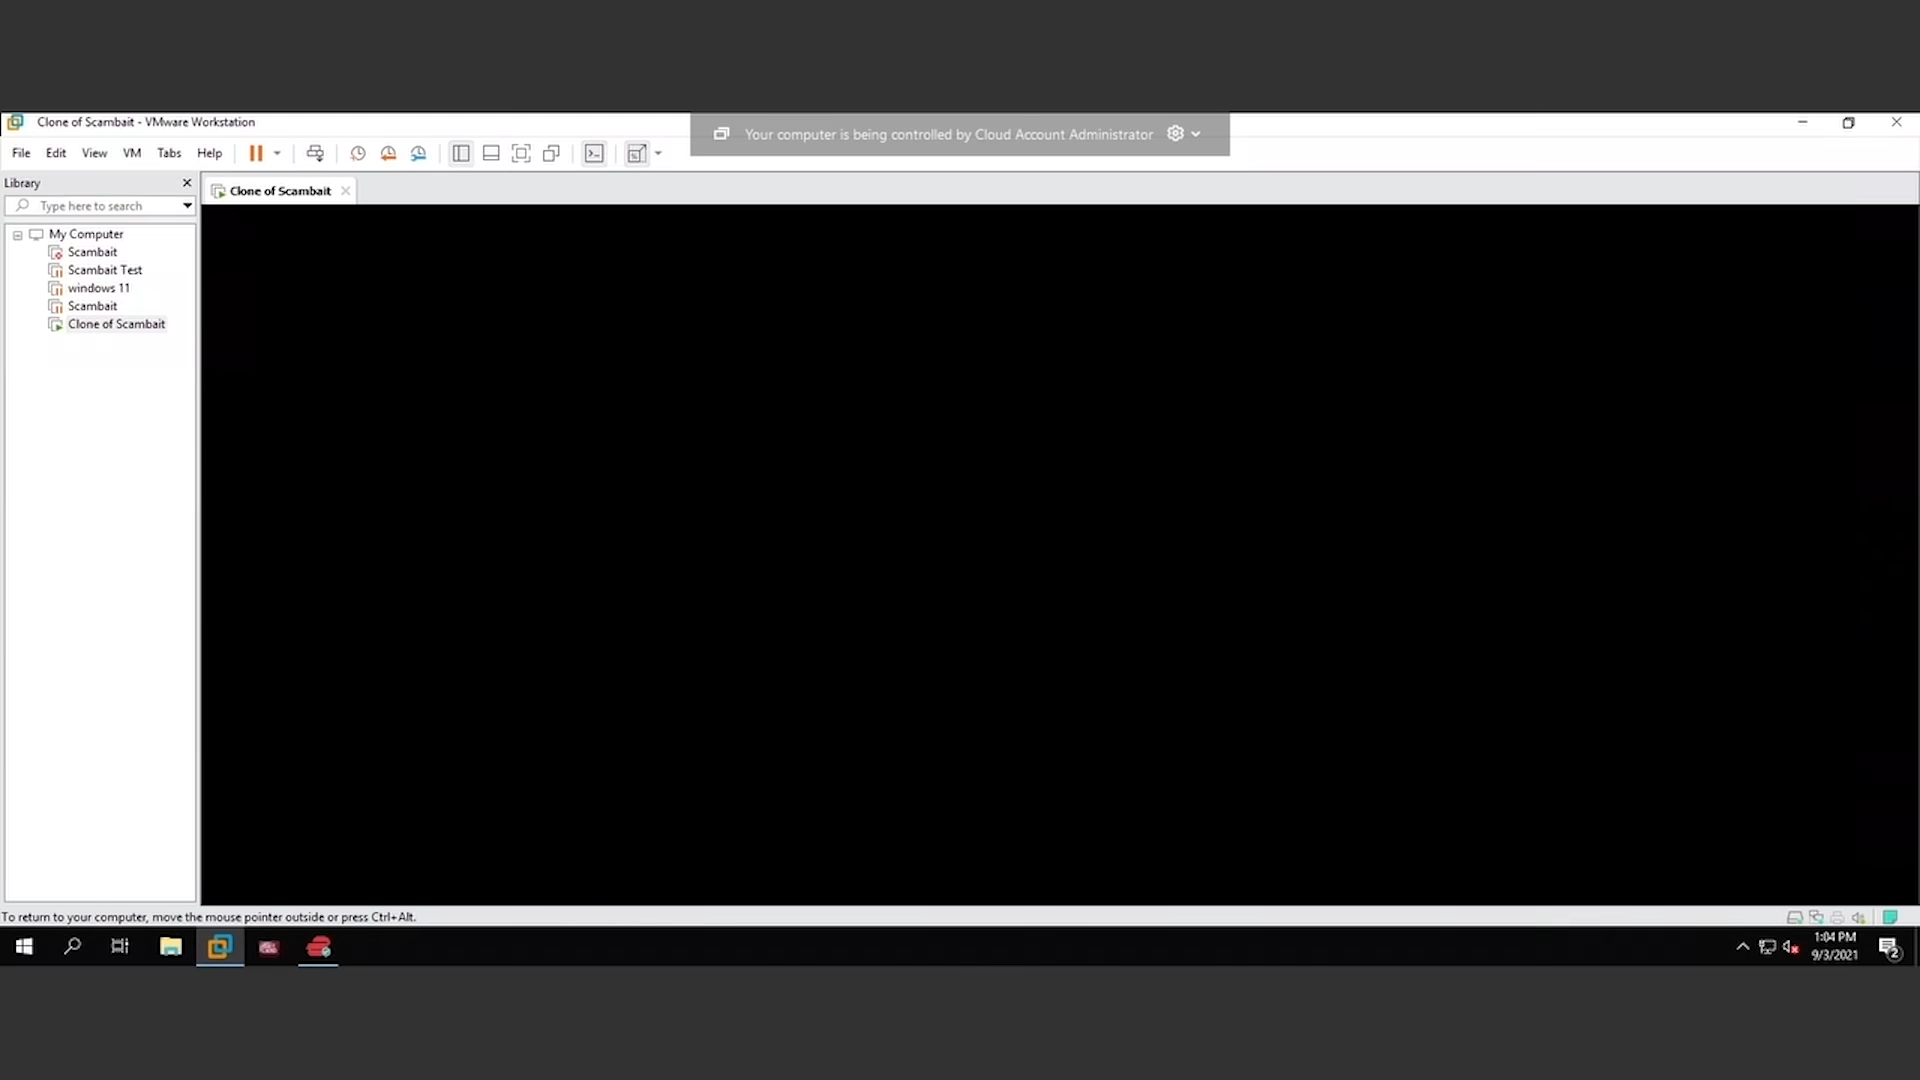 Clone of Scambait - VMware Workstation
Your computer is being controlled by Cloud Account Administrator
File Edit View VM Tabs Help
Library
Clone of Scambait
Type here to search
My Computer
Scambait
Scambait Test
windows 11
Scambait
Clone of Scambait
To return to your computer, move the mouse pointer outside or press Ctrl+Alt.
1:04 PM
9/3/2021
2